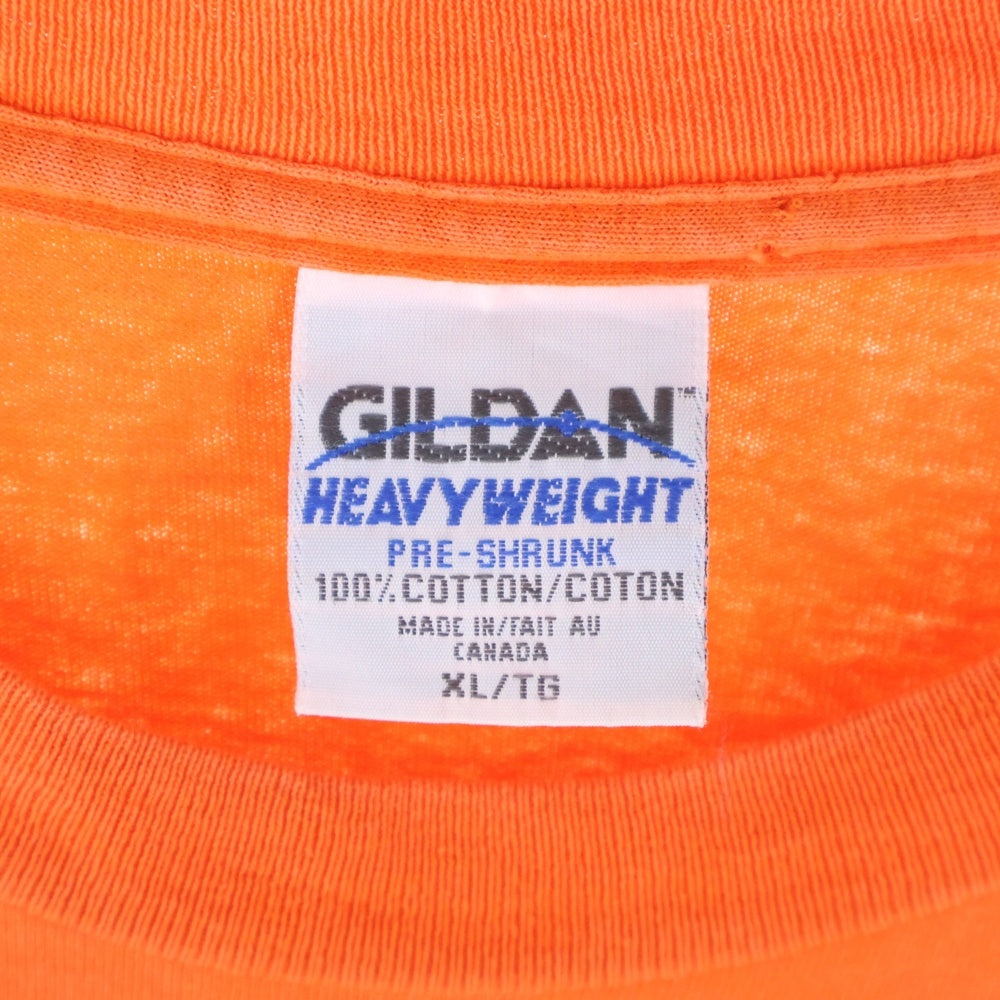 GILDAN™
HEAVYWEIGHT
PRE-SHRUNK
100% COTTON/COTON
MADE IN/FAIT AU
CANADA
XL/TG